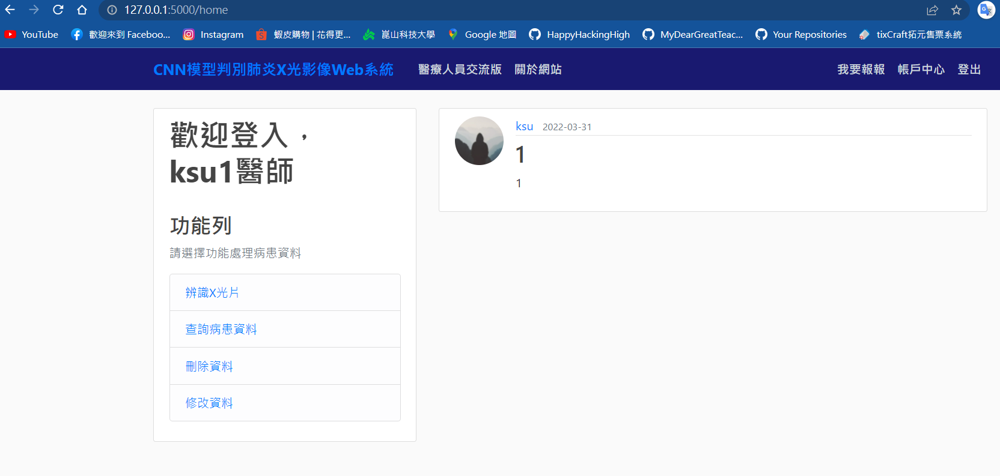 127.0.0.1:5000/home
YouTube 歡迎來到 Faceboo... Instagram 蝦皮購物 | 花得更... 崑山科技大學 Google 地圖 HappyHackingHigh MyDearGreatTeac... Your Repositories tixCraft拓元售票系統
CNN模型判別肺炎X光影像Web系統 醫療人員交流版 關於網站 我要報報 帳戶中心 登出
歡迎登入，
ksu1醫師
功能列
請選擇功能處理病患資料
辨識X光片
查詢病患資料
刪除資料
修改資料
ksu 2022-03-31
1
1